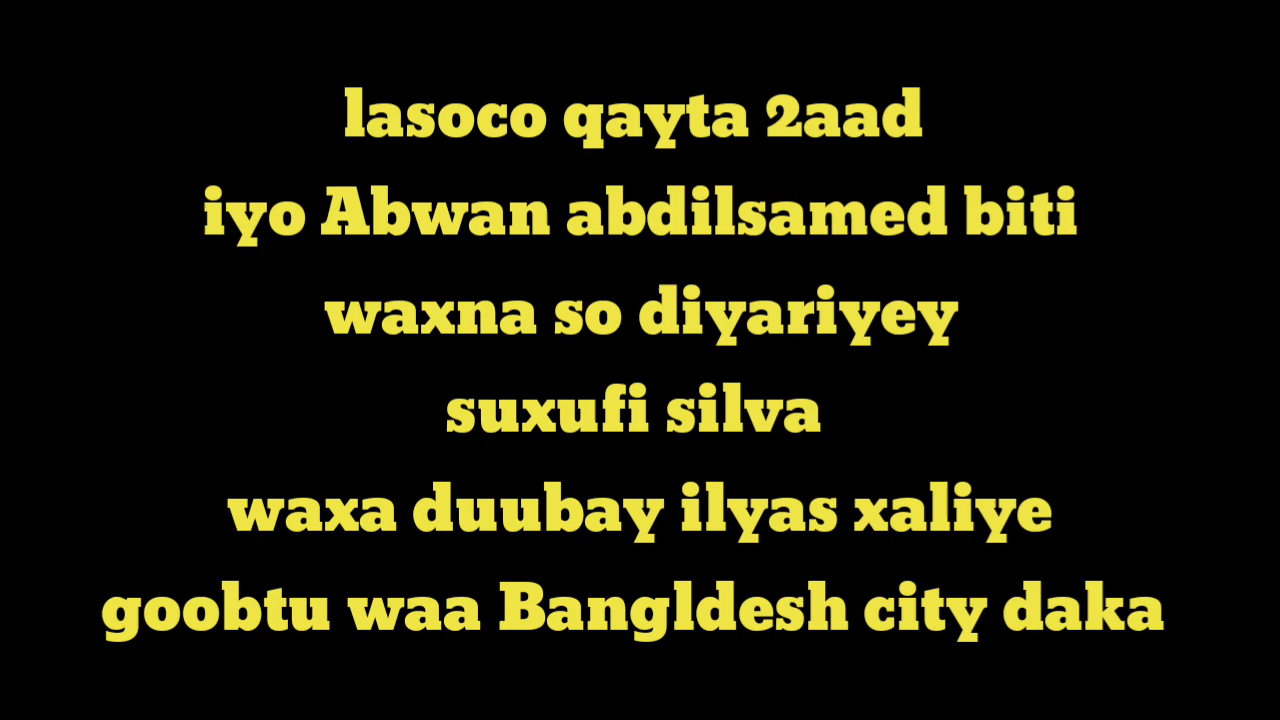 lasoco qayta 2aad
iyo Abwan abdilsamed biti
waxna so diyariyey
suxufi silva
waxa duubay ilyas xaliye
goobtu waa Bangldesh city daka